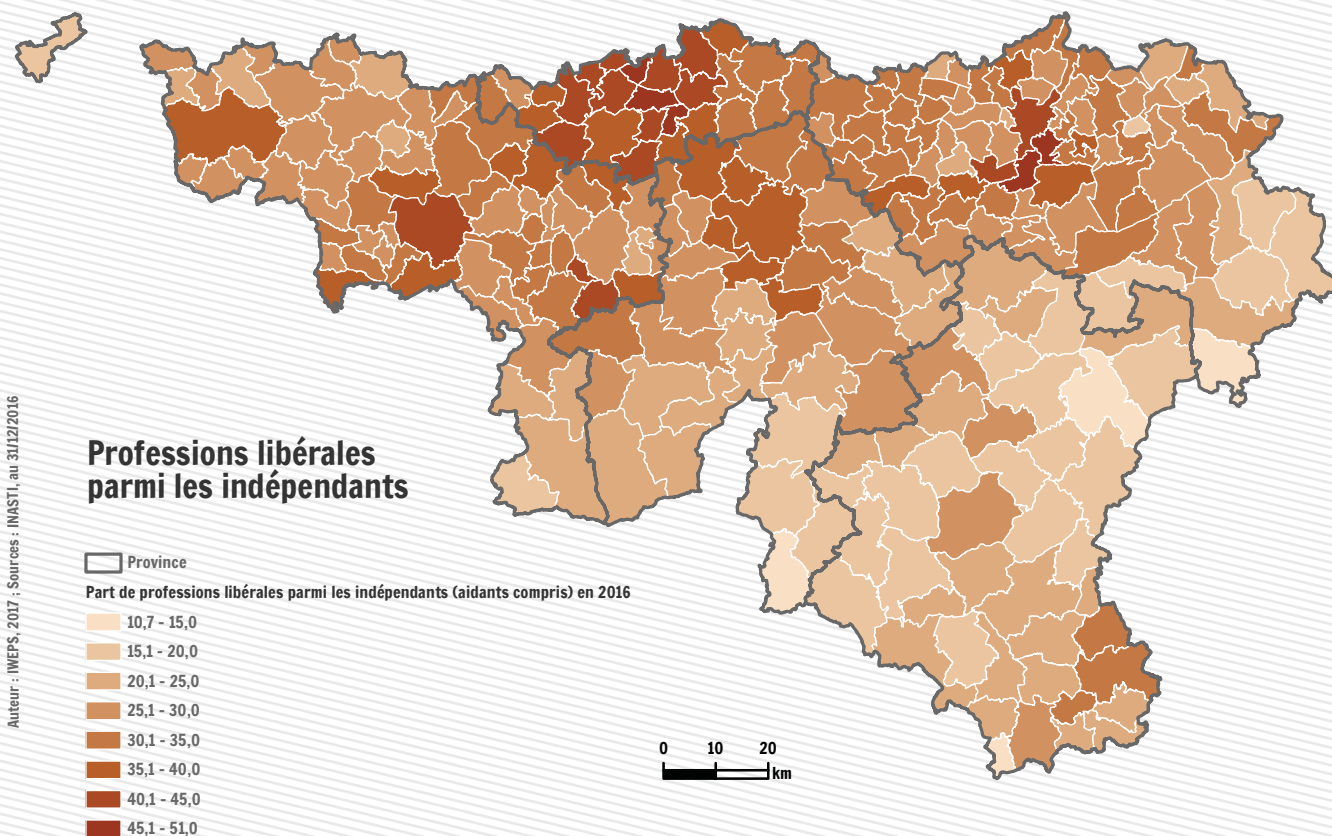 Professions libérales
parmi les indépendants
Province
Part de professions libérales parmi les indépendants (aidants compris) en 2016
10,7 - 15,0
15,1 - 20,0
20,1 - 25,0
25,1 - 30,0
30,1 - 35,0
35,1 - 40,0
40,1 - 45,0
45,1 - 51,0
0 10 20
km
Auteur : IWEPS, 2017 ; Sources : INASTI, au 31/12/2016